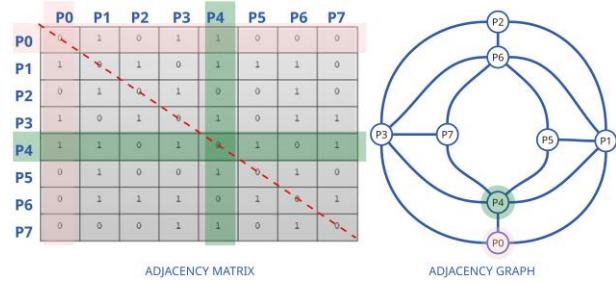 P0 P1 P2 P3 P4 P5 P6 P7
P0 0 1 0 1 1 0 0 0
P1 1 0 1 0 1 1 1 0
P2 0 1 0 1 0 0 1 0
P3 1 0 1 0 1 0 1 1
P4 1 1 0 1 0 1 0 1
P5 0 1 0 0 1 0 1 0
P6 0 1 1 1 0 1 0 1
P7 0 0 0 1 1 0 1 0
ADJACENCY MATRIX
P2
P6
P3 P7 P5 P1
P4
P0
ADJACENCY GRAPH